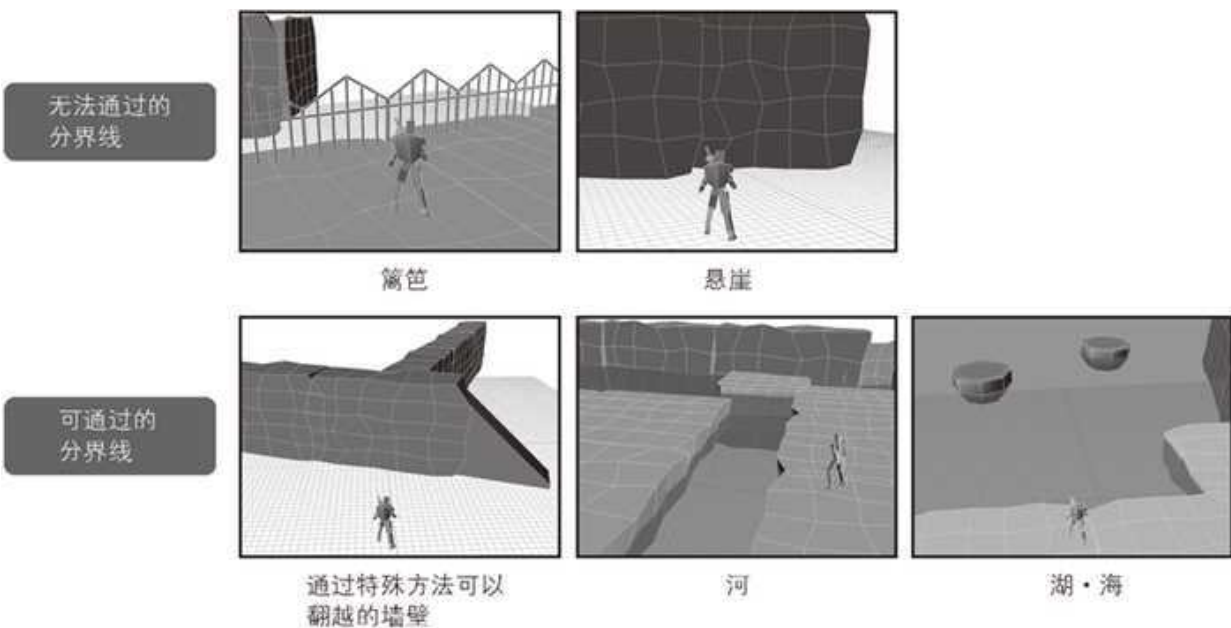 无法通过的
分界线
篱笆
悬崖
可通过的
分界线
通过特殊方法可以
翻越的墙壁
河
湖・海